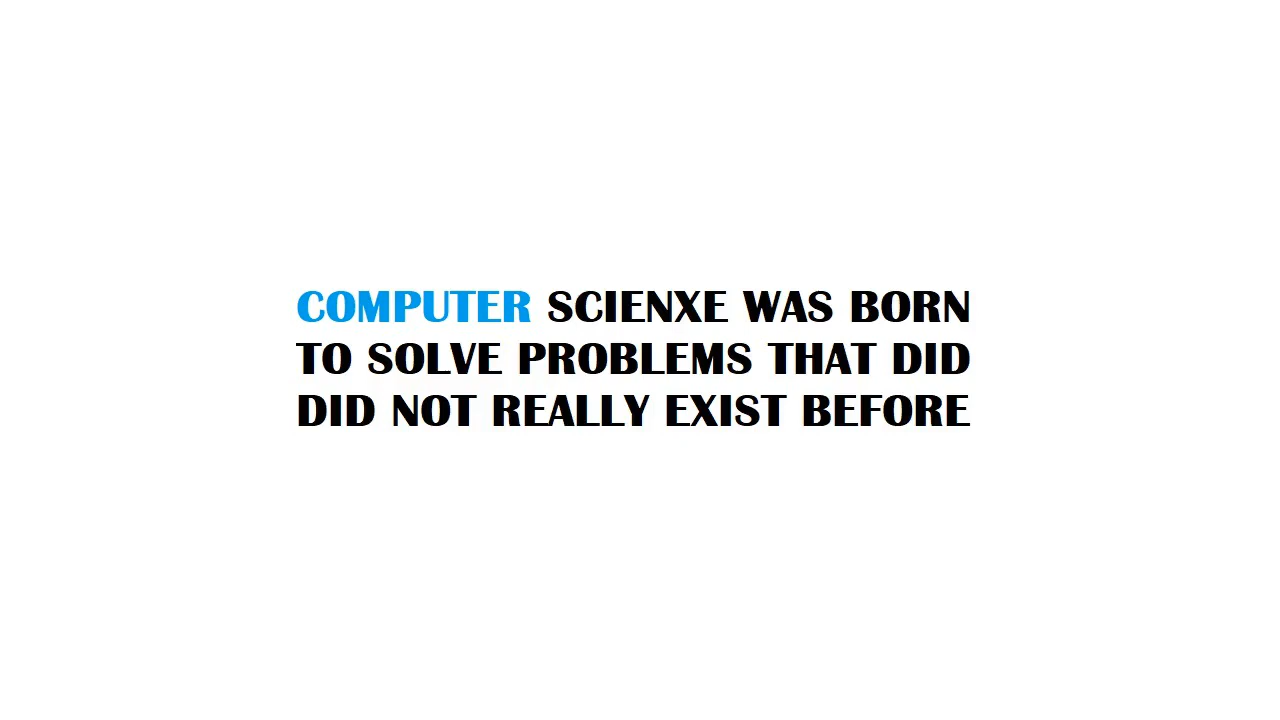 COMPUTER SCIENXE WAS BORN
TO SOLVE PROBLEMS THAT DID
DID NOT REALLY EXIST BEFORE